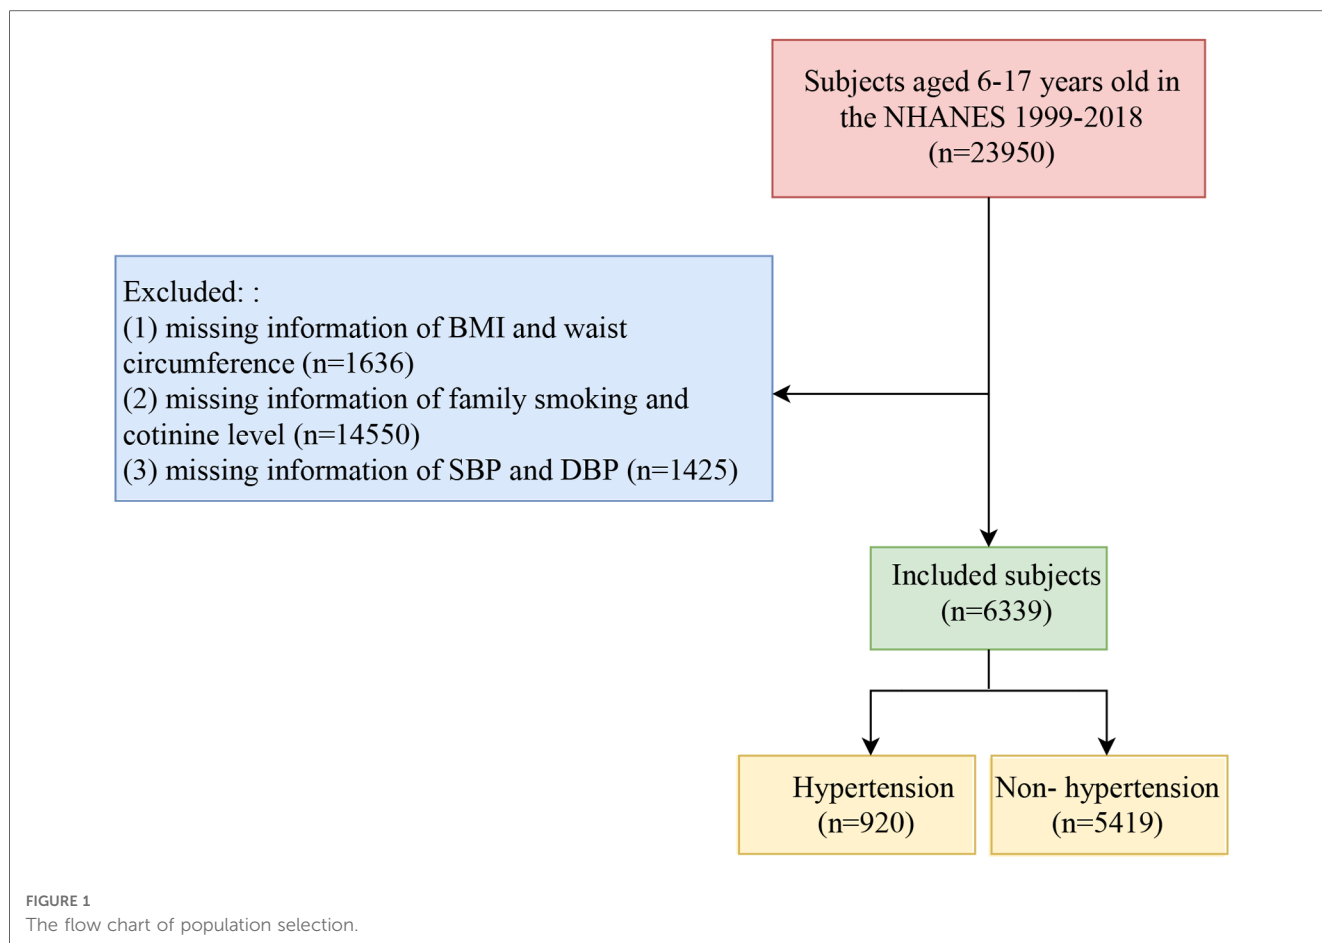 Subjects aged 6-17 years old in
the NHANES 1999-2018
(n=23950)
Excluded: :
(1) missing information of BMI and waist
circumference (n=1636)
(2) missing information of family smoking and
cotinine level (n=14550)
(3) missing information of SBP and DBP (n=1425)
Included subjects
(n=6339)
Hypertension
(n=920)
Non- hypertension
(n=5419)
FIGURE 1
The flow chart of population selection.